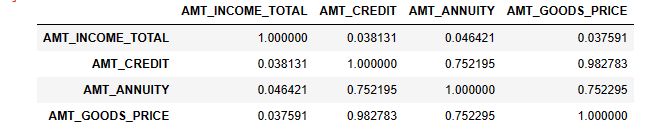 AMT_INCOME_TOTAL AMT_CREDIT AMT_ANNUITY AMT_GOODS_PRICE
AMT_INCOME_TOTAL 1.000000 0.038131 0.046421 0.037591
AMT_CREDIT 0.038131 1.000000 0.752195 0.982783
AMT_ANNUITY 0.046421 0.752195 1.000000 0.752295
AMT_GOODS_PRICE 0.037591 0.982783 0.752295 1.000000